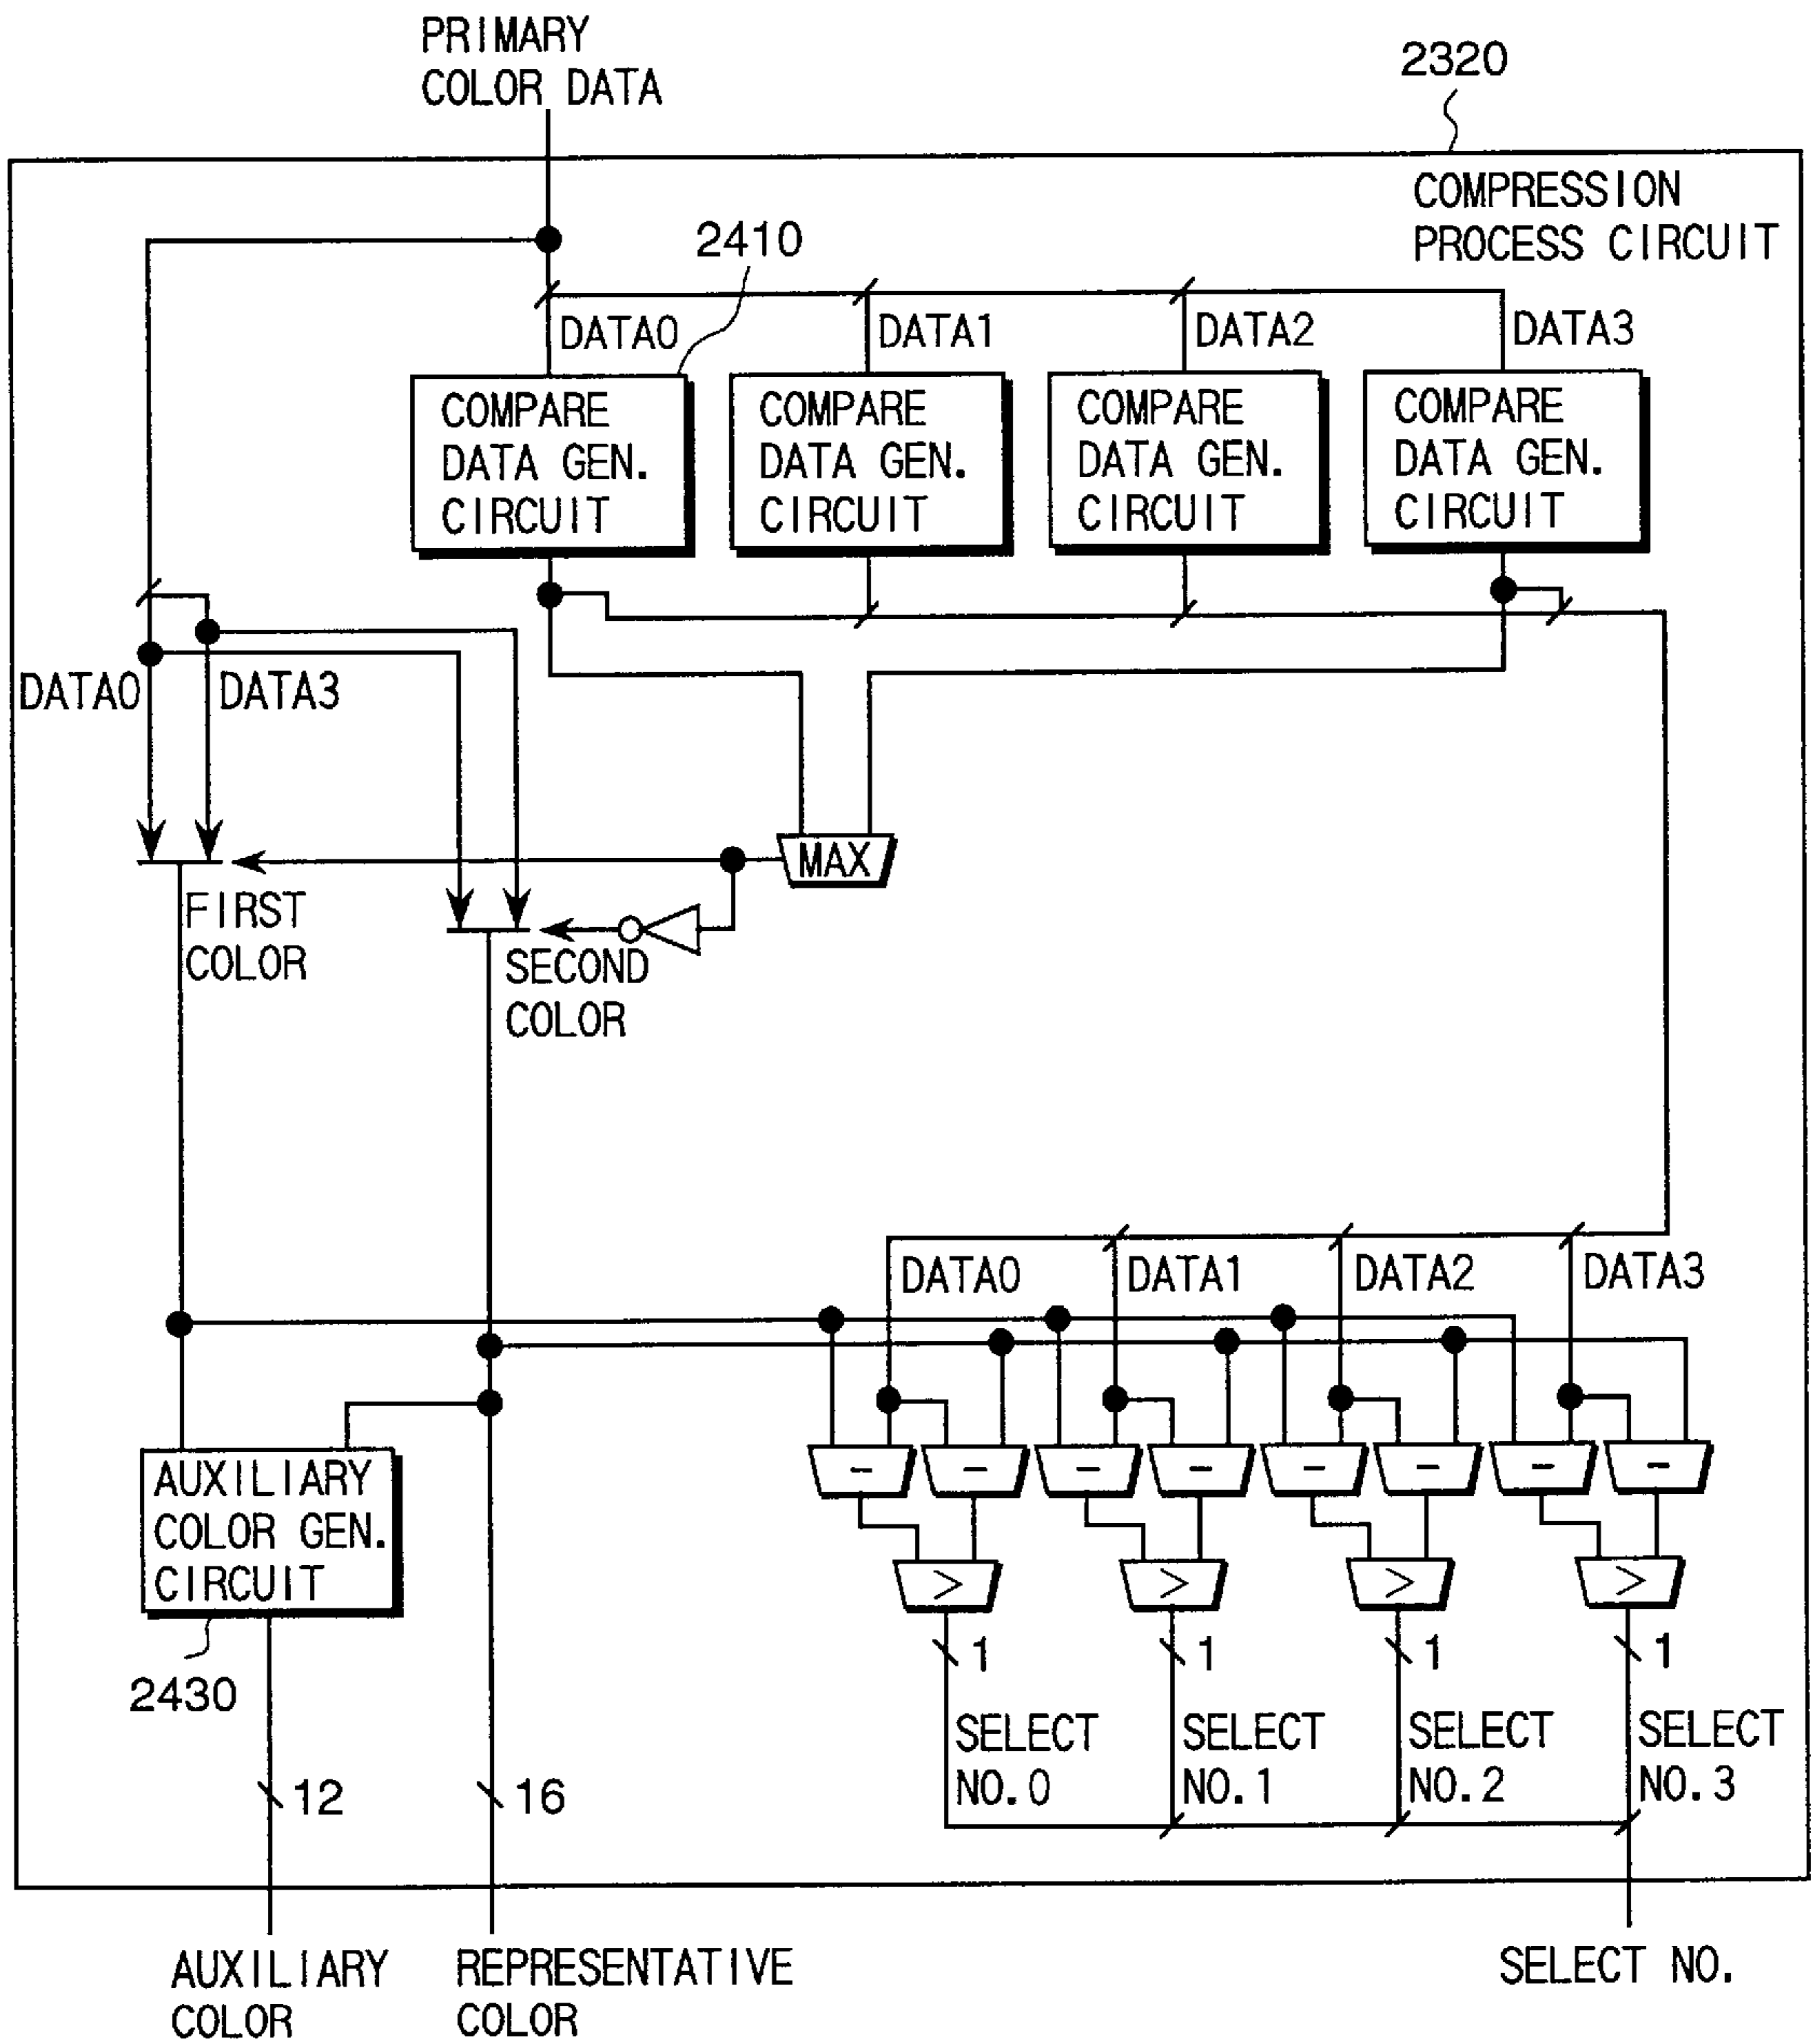 PRIMARY
COLOR DATA
2320
COMPRESSION
PROCESS CIRCUIT
2410
DATA0
DATA1
DATA2
DATA3
COMPARE
DATA GEN.
CIRCUIT
COMPARE
DATA GEN.
CIRCUIT
COMPARE
DATA GEN.
CIRCUIT
COMPARE
DATA GEN.
CIRCUIT
DATA0
DATA3
MAX
FIRST
COLOR
SECOND
COLOR
DATA0
DATA1
DATA2
DATA3
-
-
-
-
-
-
-
-
AUXILIARY
COLOR GEN.
CIRCUIT
>
>
>
>
2430
1
1
1
1
SELECT
NO.0
SELECT
NO.1
SELECT
NO.2
SELECT
NO.3
12
16
AUXILIARY
COLOR
REPRESENTATIVE
COLOR
SELECT NO.